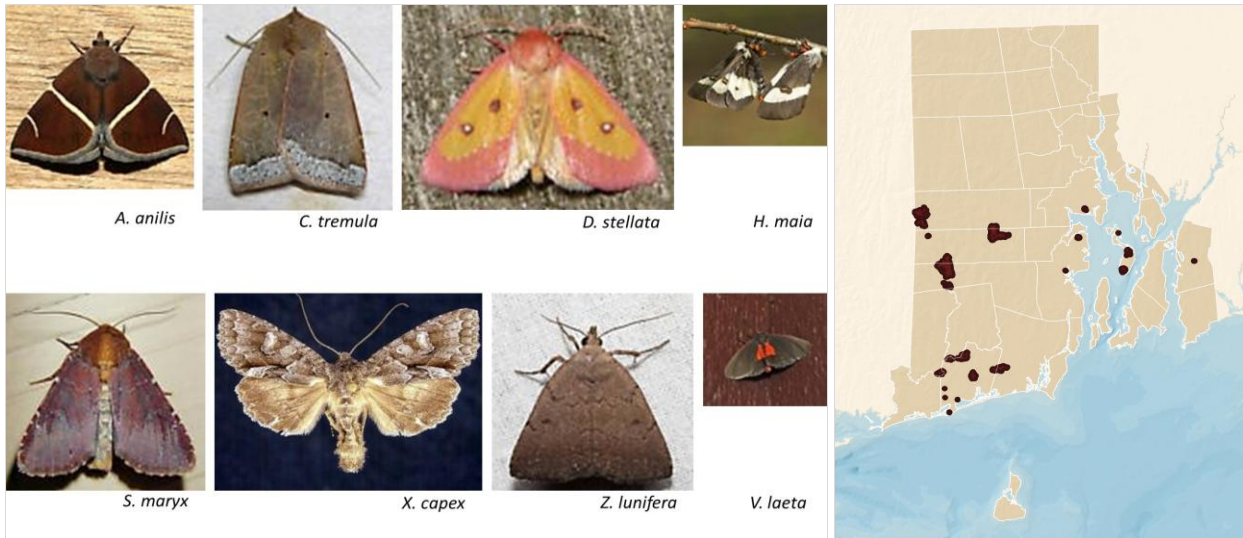 A. anilis
C. tremula
D. stellata
H. maia
S. maryx
X. capex
Z. lunifera
V. laeta